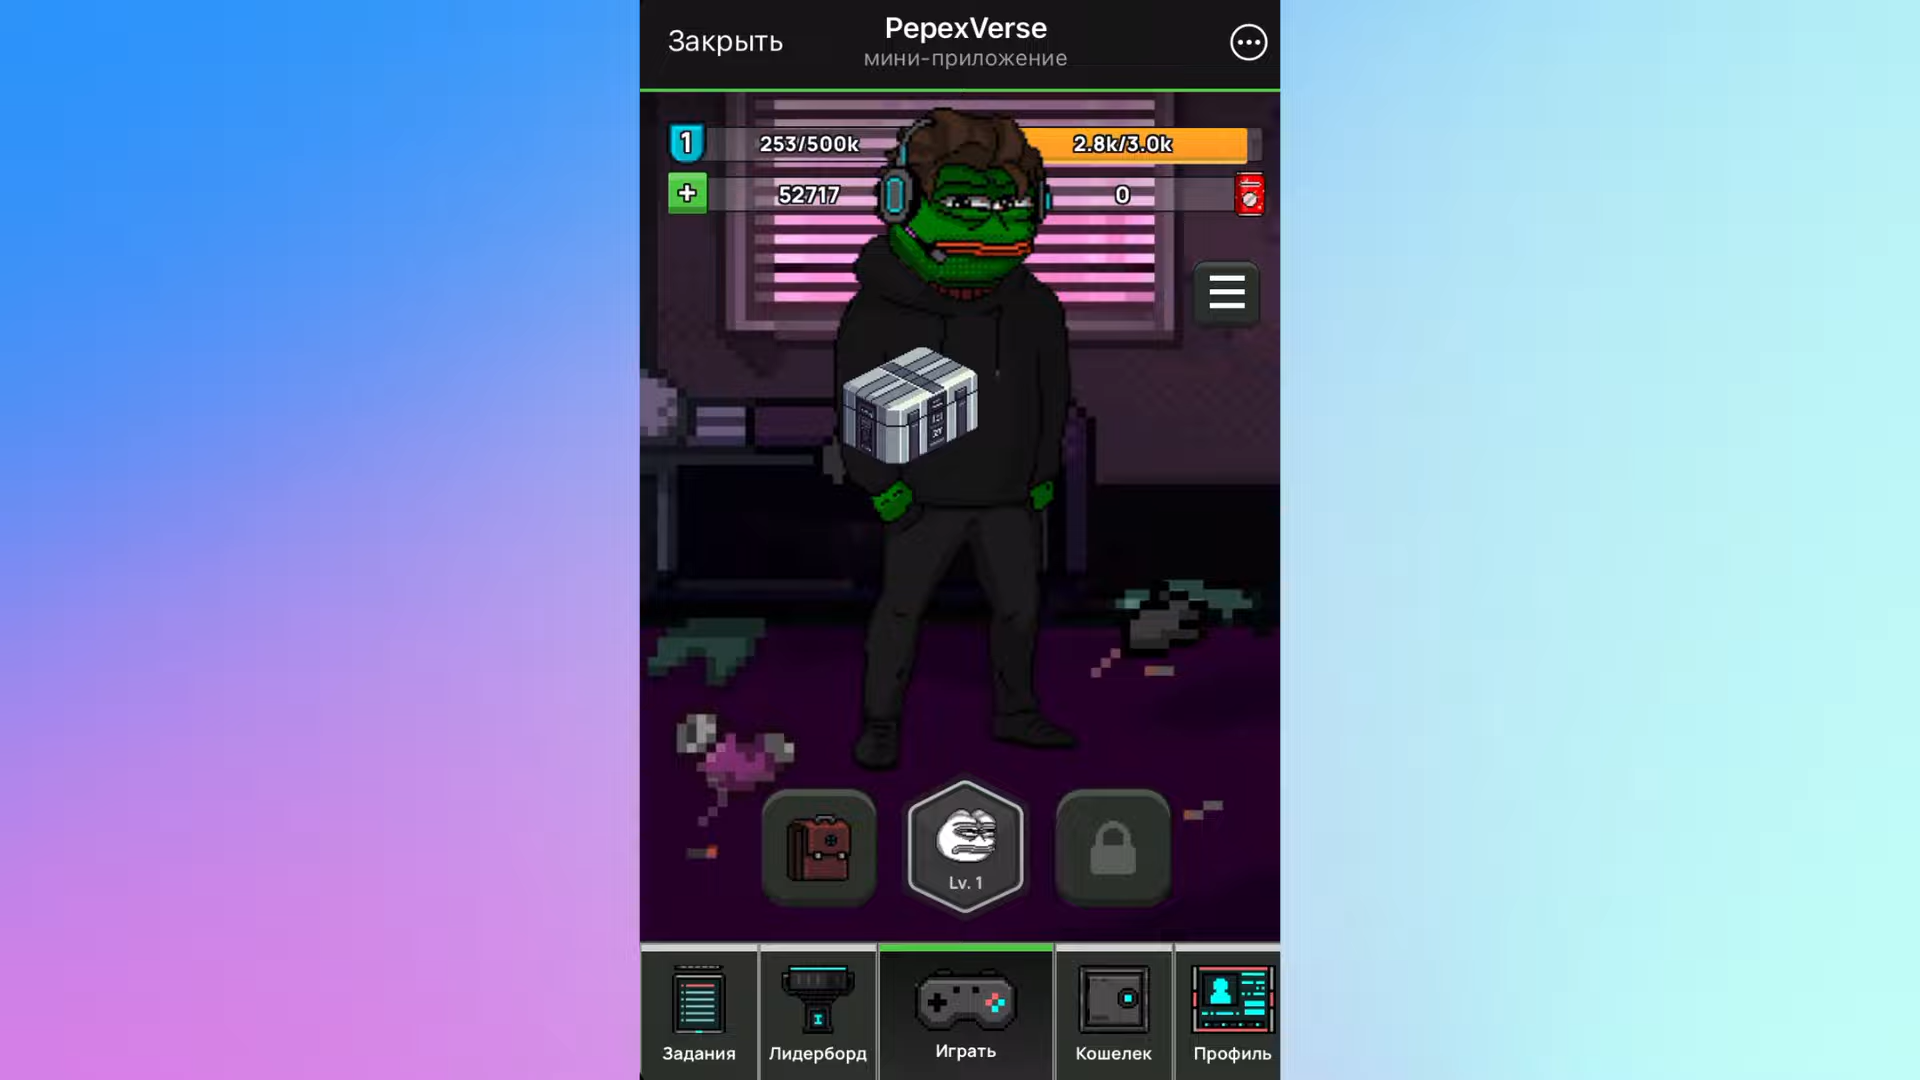 Закрыть
PepexVerse
мини-приложение
1
253/500k
2.8k/3.0k
+
52717
0
Lv. 1
Задания
Лидерборд
Играть
Кошелек
Профиль